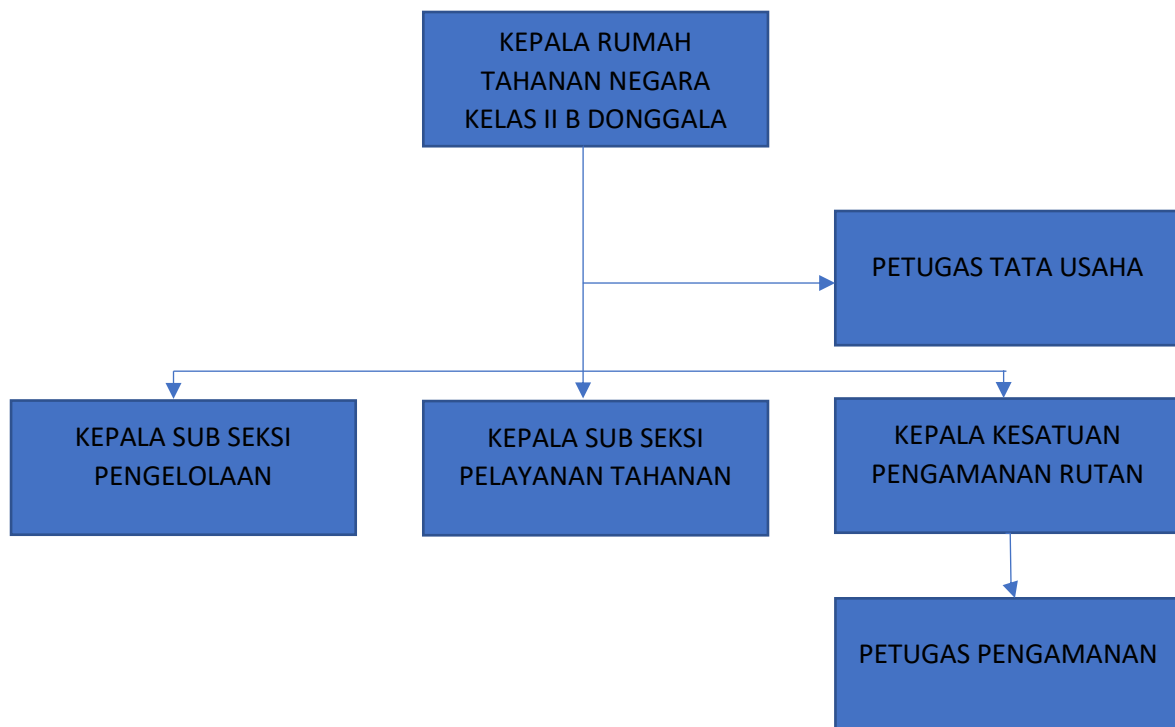 KEPALA RUMAH
TAHANAN NEGARA
KELAS II B DONGGALA
PETUGAS TATA USAHA
KEPALA SUB SEKSI
PENGELOLAAN
KEPALA SUB SEKSI
PELAYANAN TAHANAN
KEPALA KESATUAN
PENGAMANAN RUTAN
PETUGAS PENGAMANAN